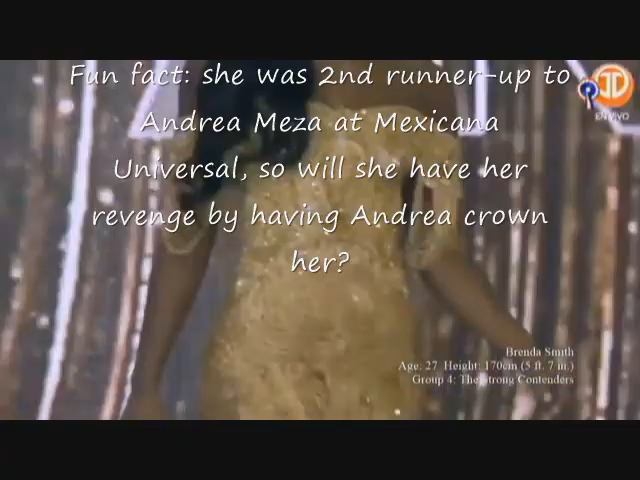 Fun fact: she was 2nd runner-up to
Andrea Meza at Mexicana
Universal, so will she have her
revenge by having Andrea crown
her?
EN VIVO
Brenda Smith
Age: 27 Height: 170cm (5 ft. 7 in.)
Group 4: The Strong Contenders